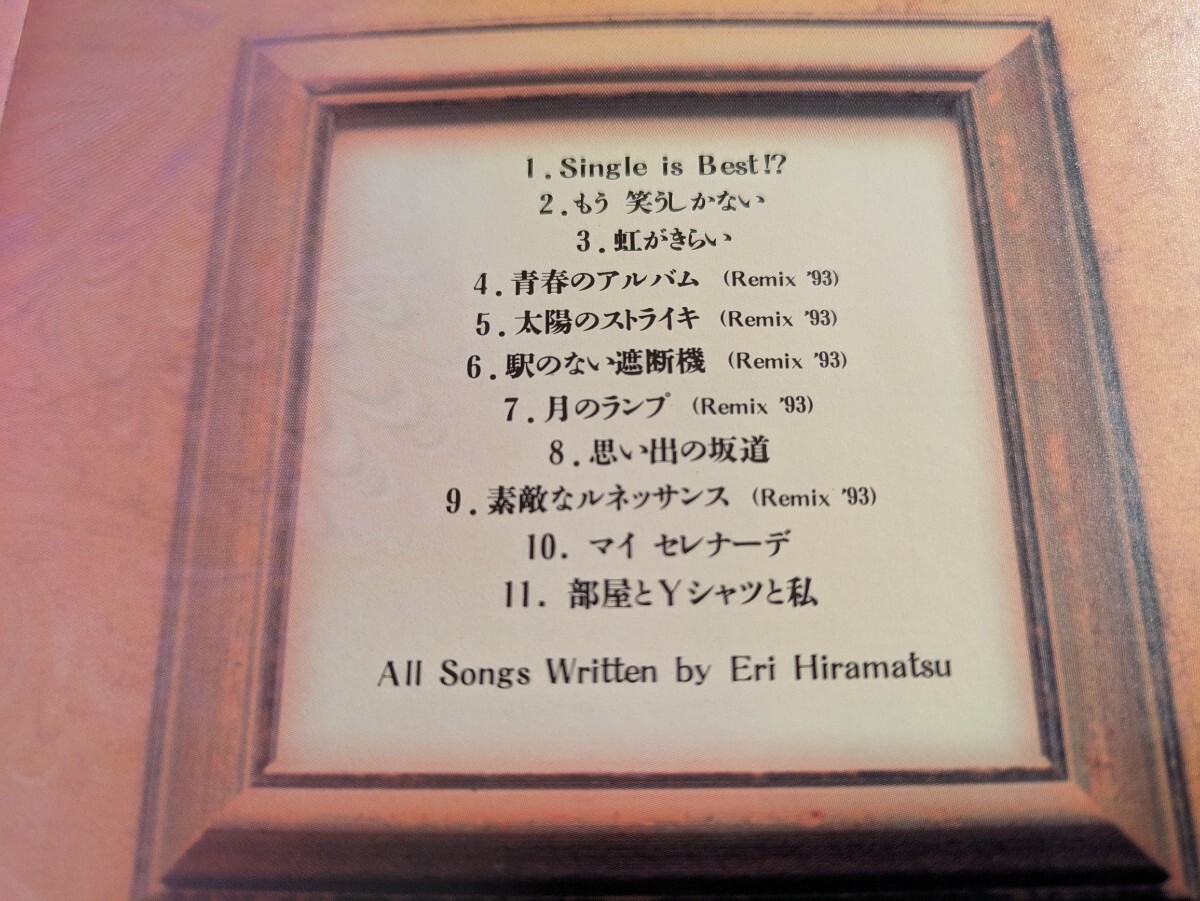 1. Single is Best!?
2. もう 笑うしかない
3. 虹がきらい
4. 青春のアルバム (Remix '93)
5. 太陽のストライキ (Remix '93)
6. 駅のない遮断機 (Remix '93)
7. 月のランプ (Remix '93)
8. 思い出の坂道
9. 素敵なルネッサンス (Remix '93)
10. マイ セレナーデ
11. 部屋とYシャツと私
All Songs Written by Eri Hiramatsu